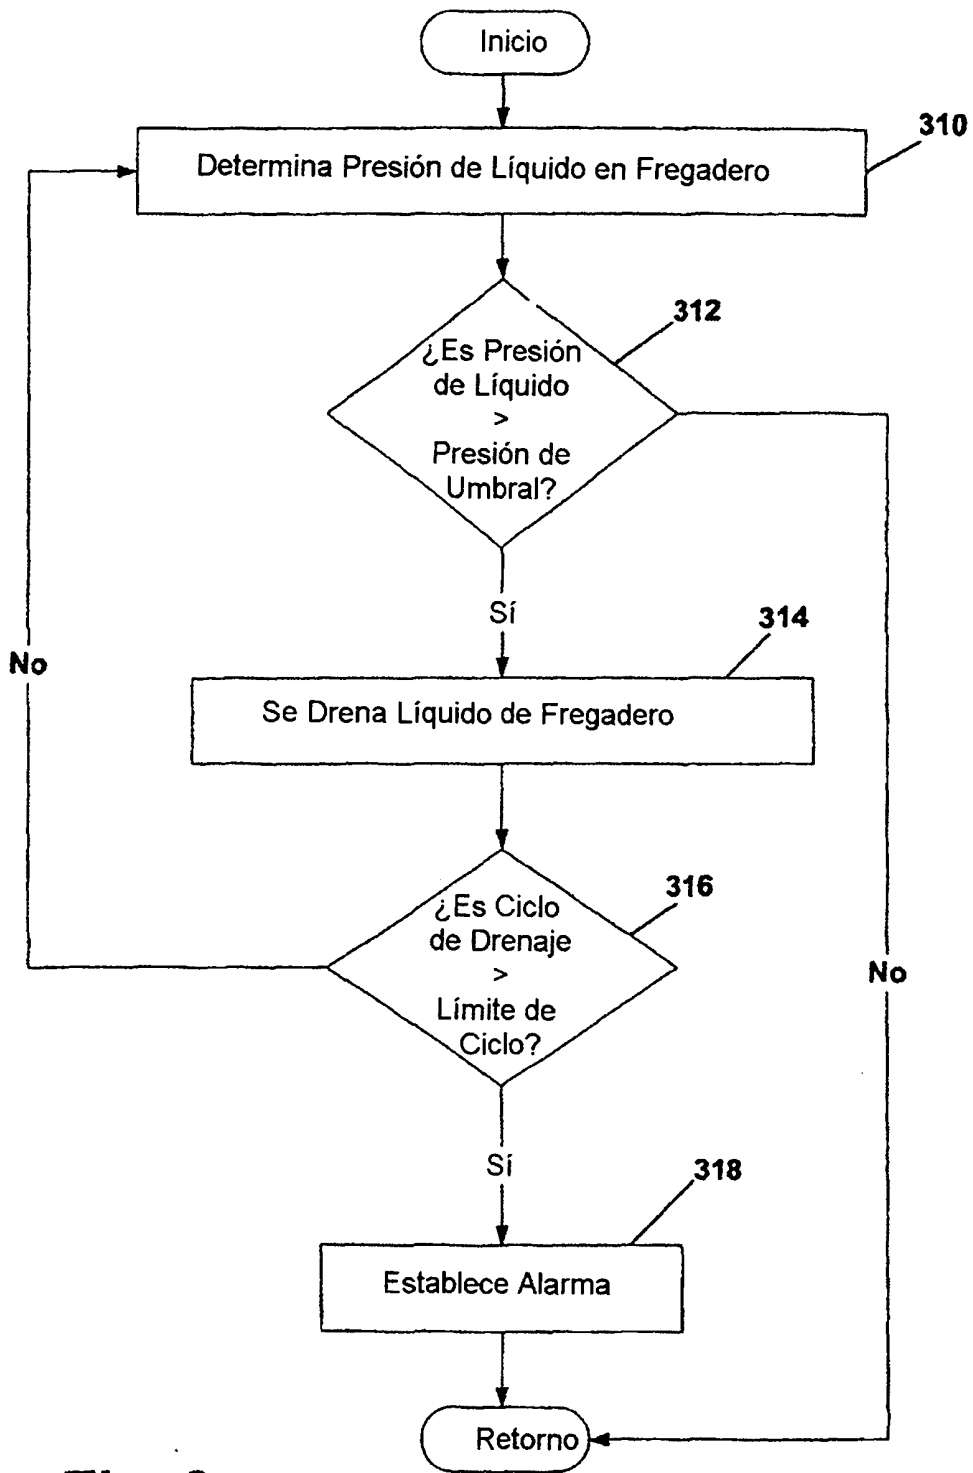 Inicio
310
Determina Presión de Líquido en Fregadero
312
¿Es Presión
de Líquido
>
Presión de
Umbral?
Sí
314
No
Se Drena Líquido de Fregadero
316
¿Es Ciclo
de Drenaje
>
Límite de
Ciclo?
No
Sí
318
Establece Alarma
Retorno